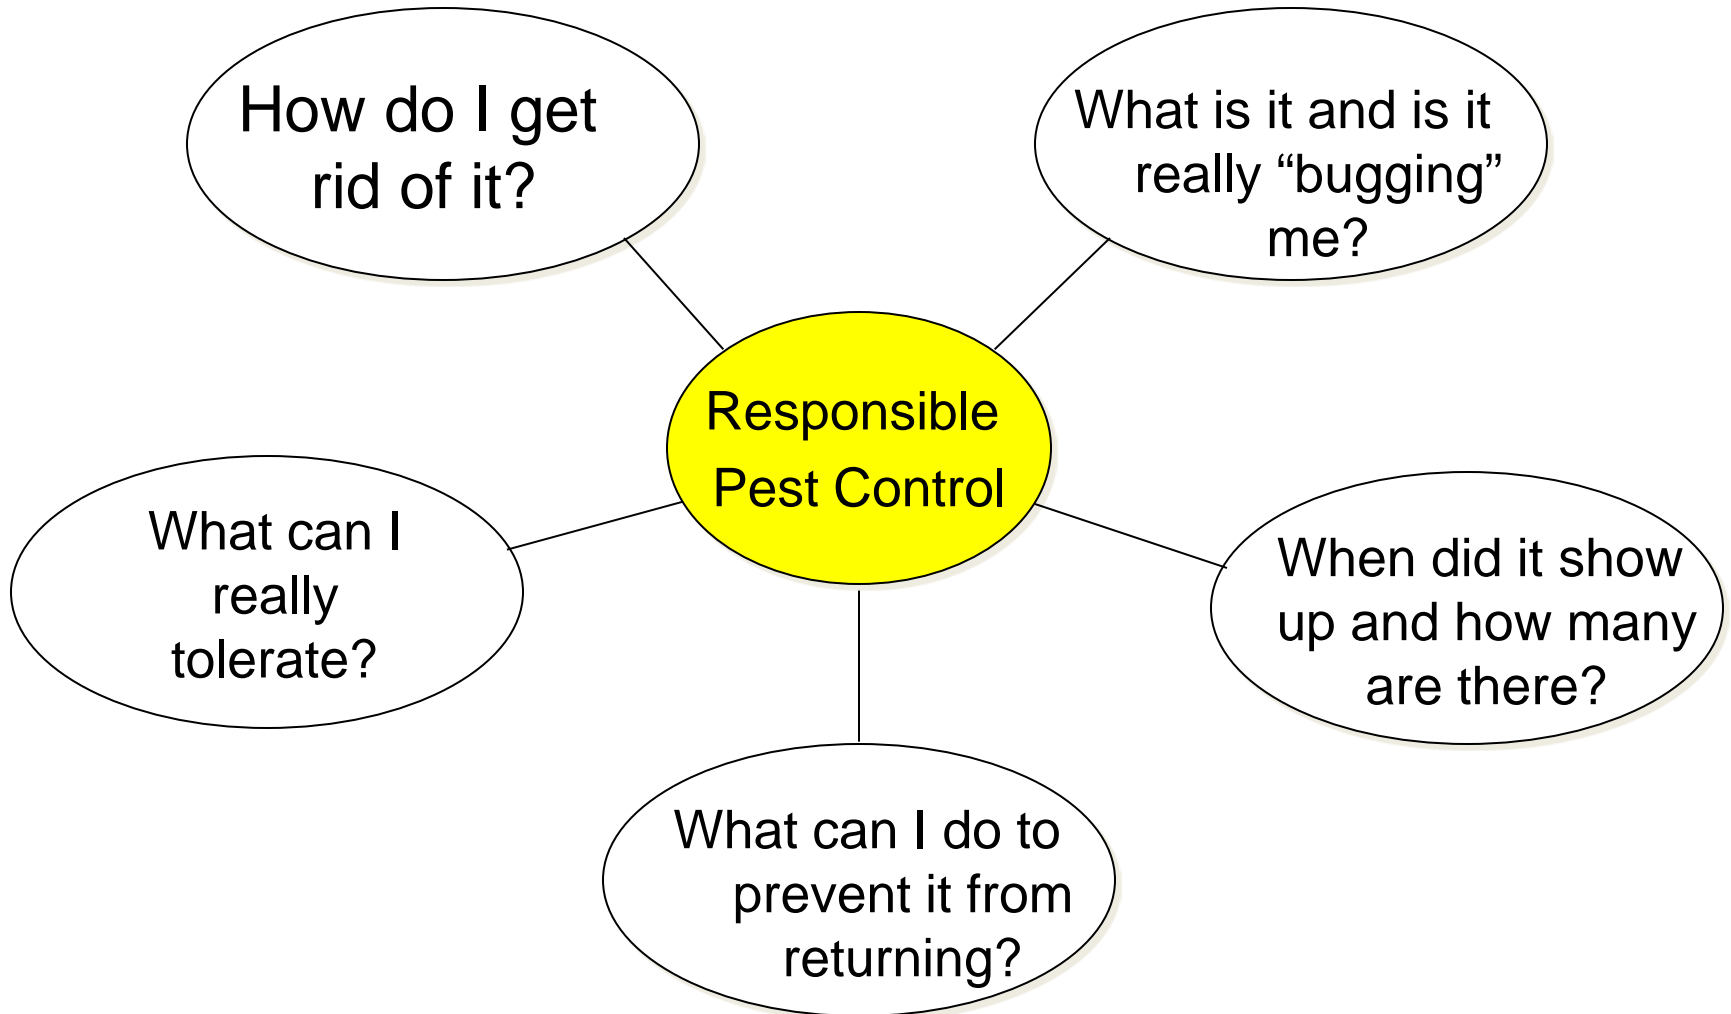 How do I get
rid of it?
What is it and is it
really “bugging”
me?
Responsible
Pest Control
What can I
really
tolerate?
When did it show
up and how many
are there?
What can I do to
prevent it from
returning?